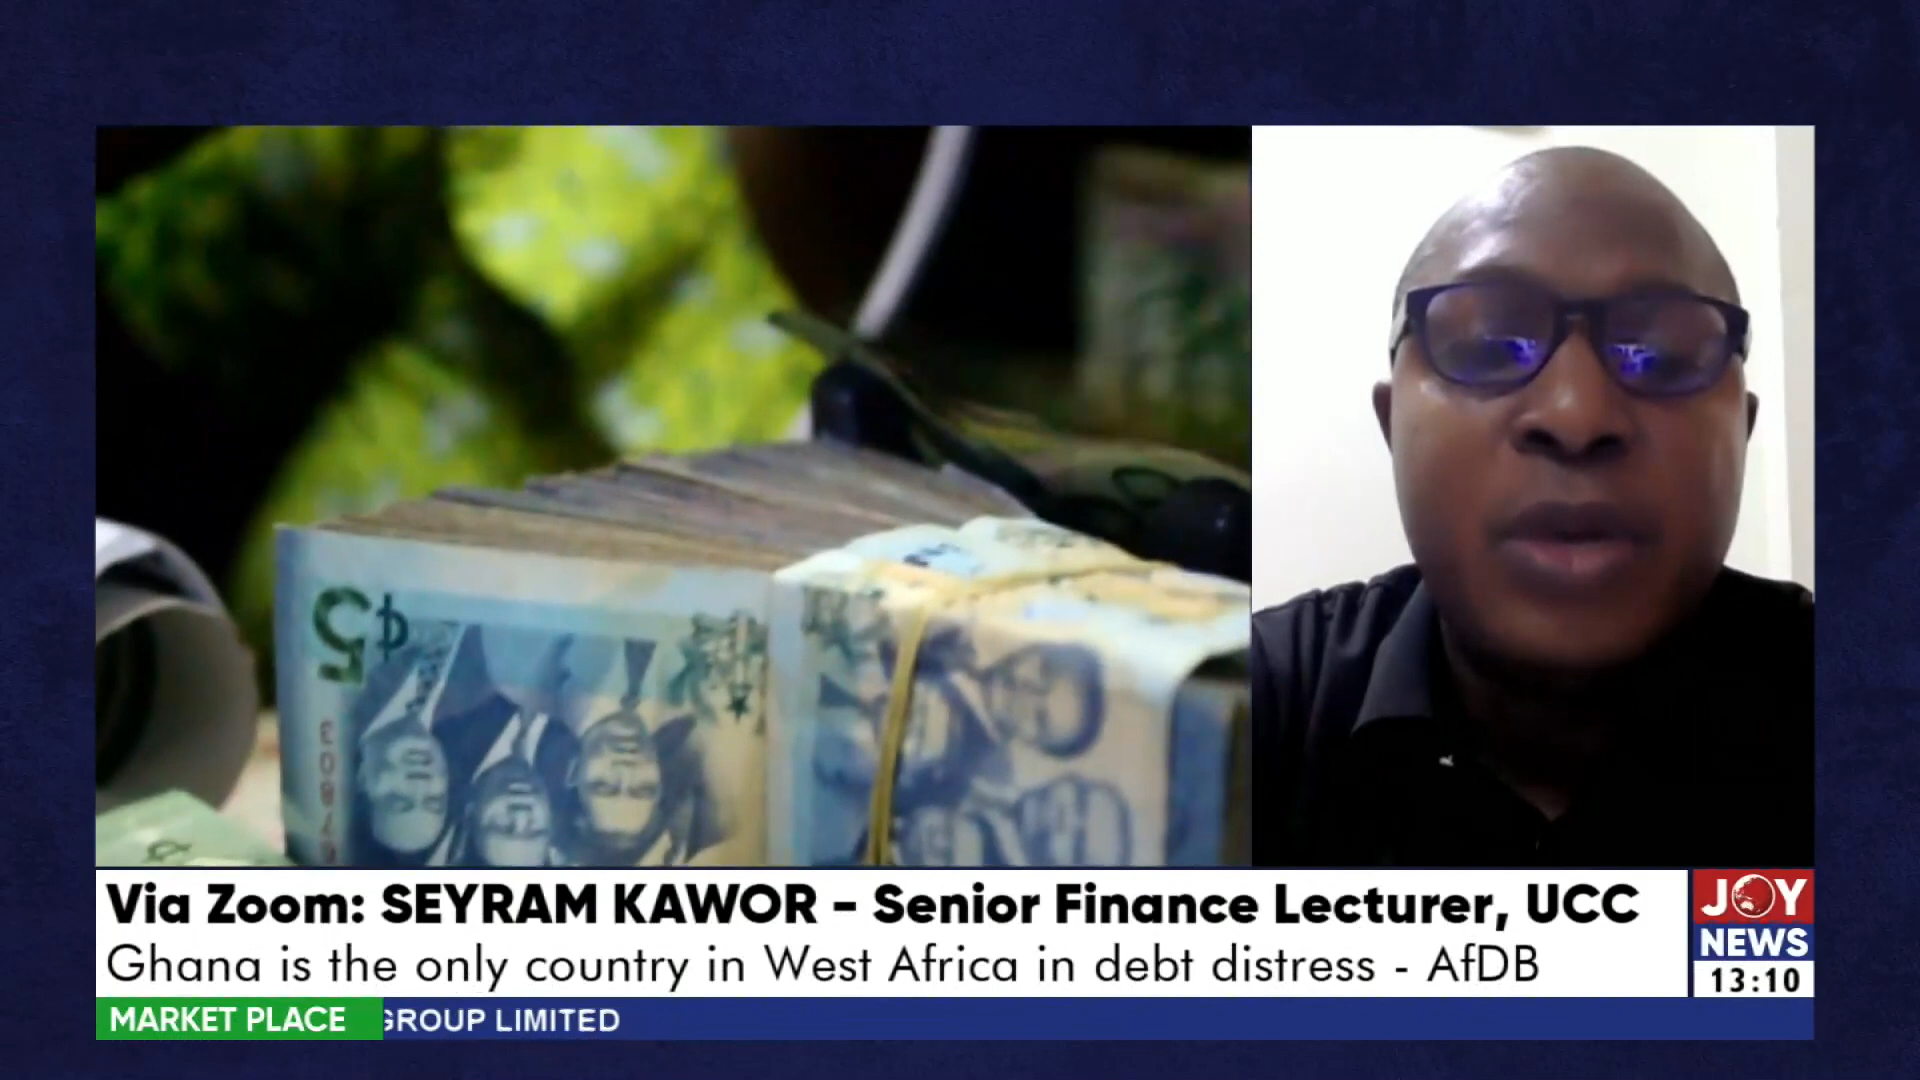 5₵
Via Zoom: SEYRAM KAWOR - Senior Finance Lecturer, UCC
Ghana is the only country in West Africa in debt distress - AfDB
JOY
NEWS
13:10
MARKET PLACE
GROUP LIMITED